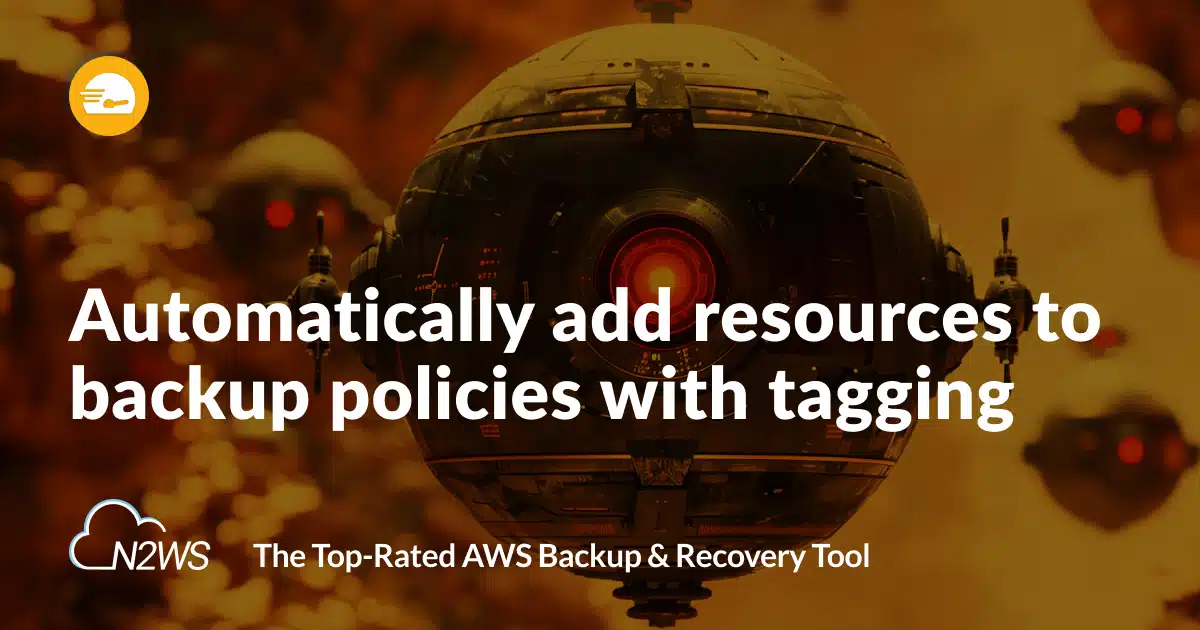 Automatically add resources to
backup policies with tagging
N2WS
The Top-Rated AWS Backup & Recovery Tool